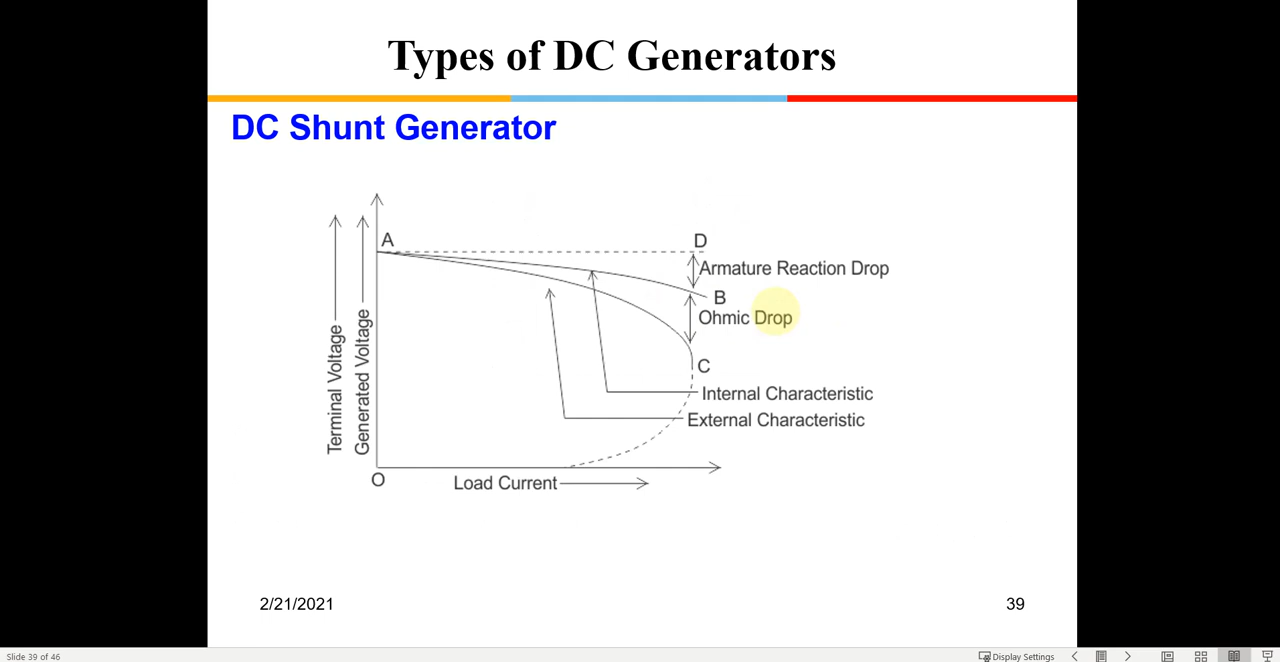 Types of DC Generators
DC Shunt Generator
A
D
Armature Reaction Drop
B
Ohmic Drop
C
Internal Characteristic
External Characteristic
Terminal Voltage
Generated Voltage
O
Load Current
2/21/2021
39
Slide 39 of 46
Display Settings